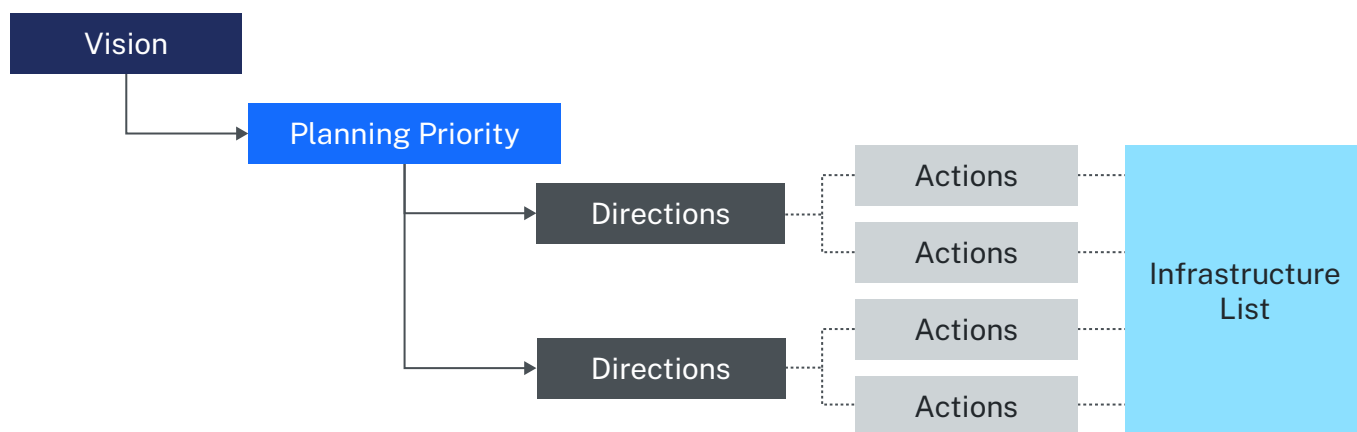 Vision
Planning Priority
Directions
Actions
Actions
Directions
Actions
Actions
Infrastructure
List